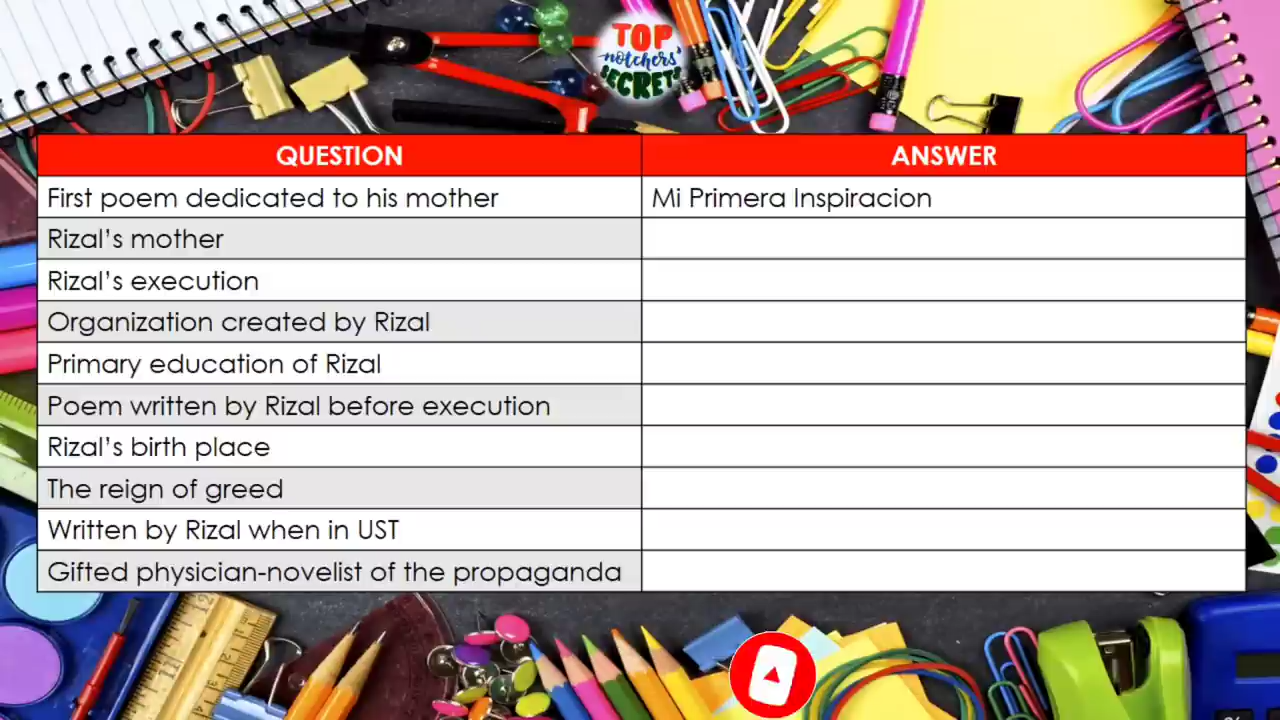 TOP
notchers'
SECRETS
QUESTION ANSWER
First poem dedicated to his mother Mi Primera Inspiracion
Rizal’s mother
Rizal’s execution
Organization created by Rizal
Primary education of Rizal
Poem written by Rizal before execution
Rizal’s birth place
The reign of greed
Written by Rizal when in UST
Gifted physician-novelist of the propaganda